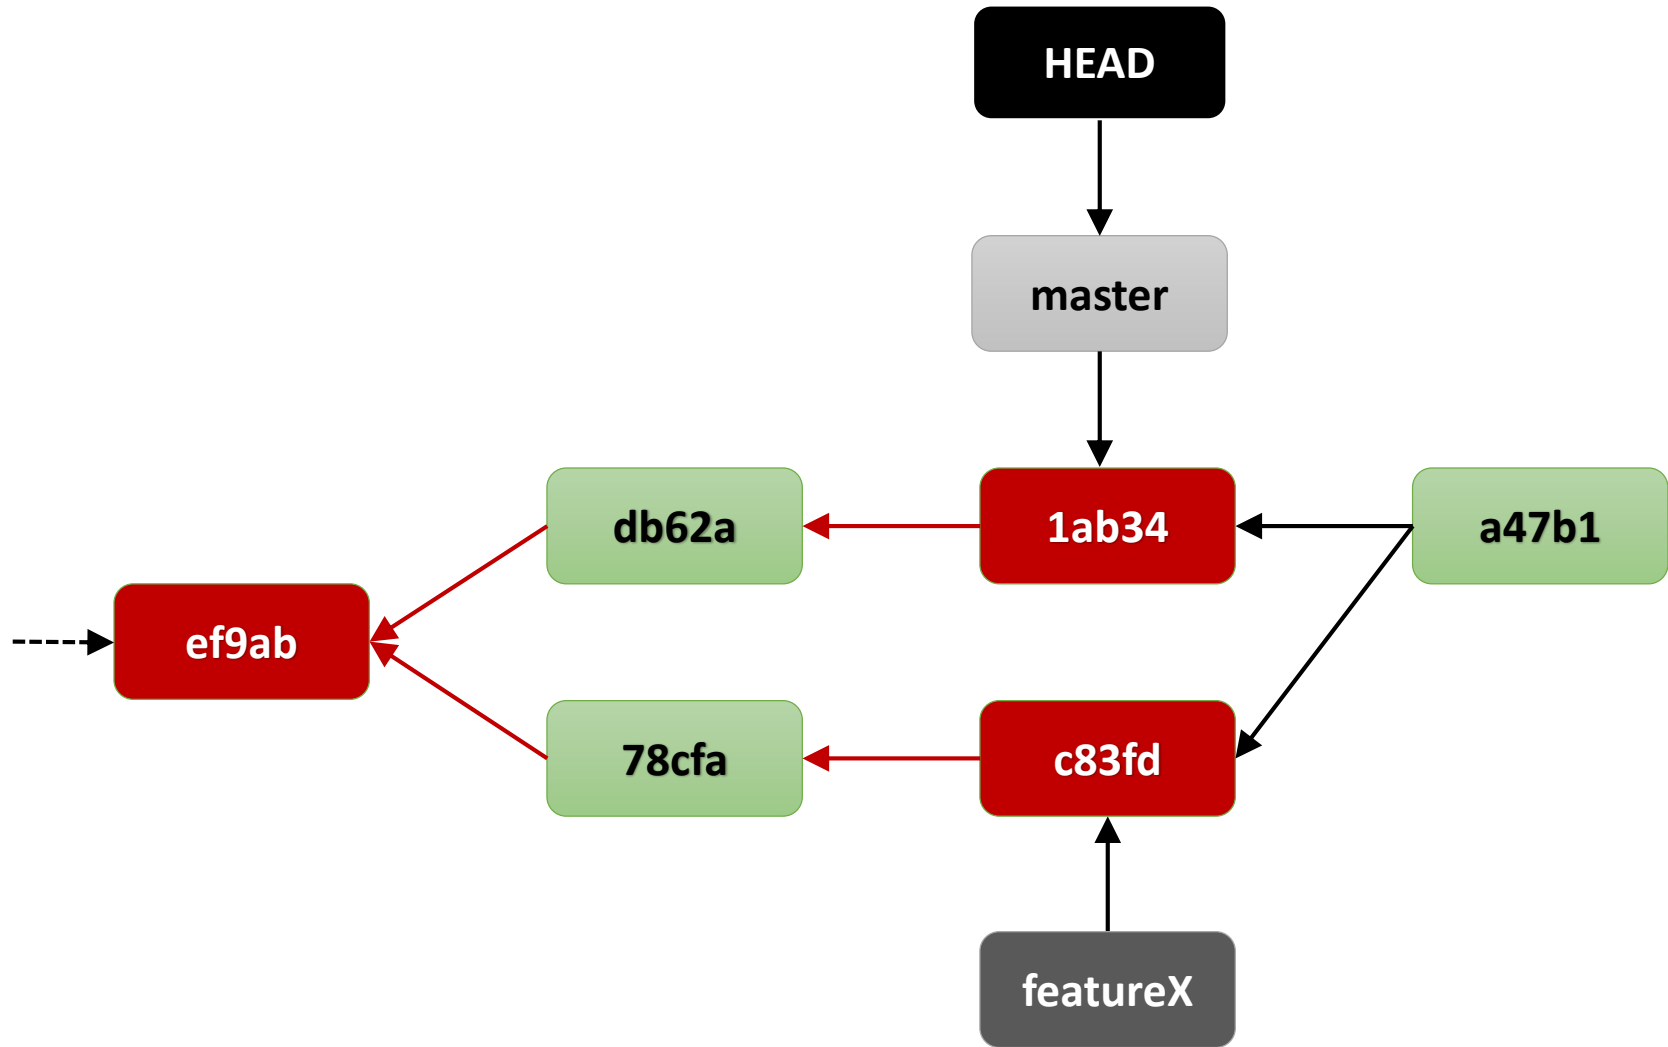 HEAD
master
db62a
1ab34
a47b1
ef9ab
78cfa
c83fd
featureX